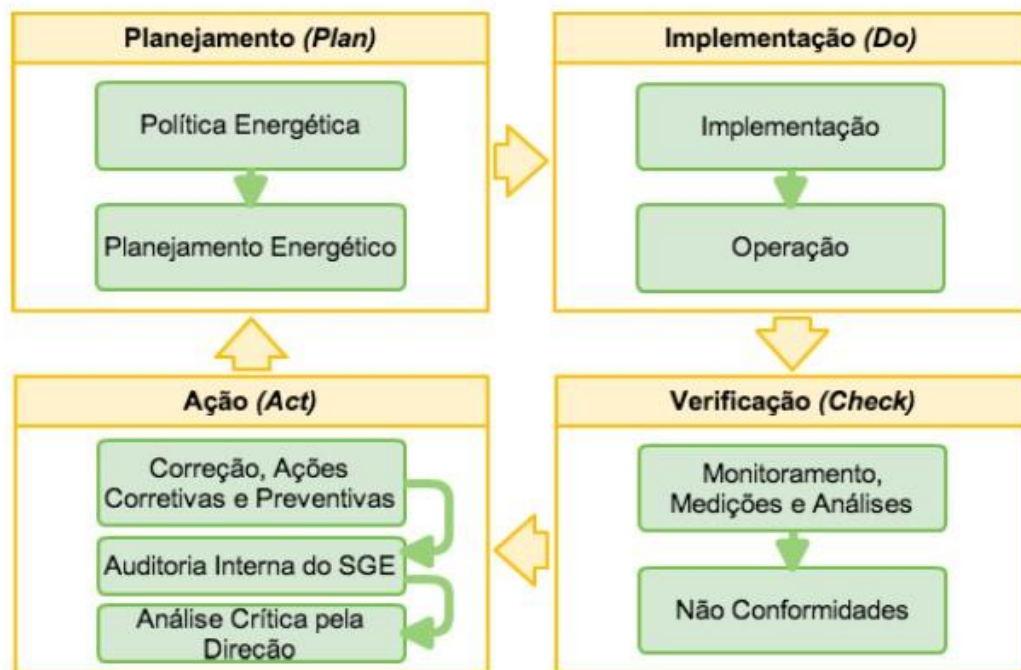 Planejamento (Plan)
Política Energética
Planejamento Energético
Implementação (Do)
Implementação
Operação
Ação (Act)
Correção, Ações
Corretivas e Preventivas
Auditoria Interna do SGE
Análise Crítica pela
Direcão
Verificação (Check)
Monitoramento,
Medições e Análises
Não Conformidades